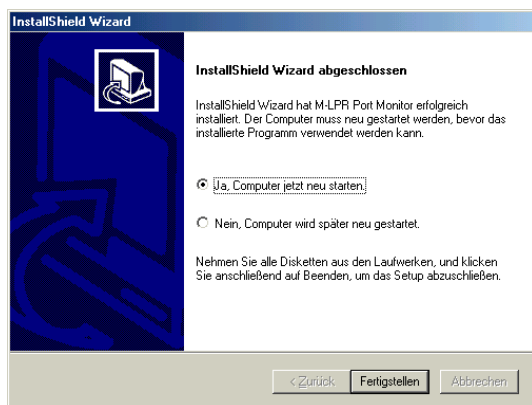 InstallShield Wizard
InstallShield Wizard abgeschlossen
InstallShield Wizard hat M-LPR Port Monitor erfolgreich
installiert. Der Computer muss neu gestartet werden, bevor das
installierte Programm verwendet werden kann.
Ja, Computer jetzt neu starten.
Nein, Computer wird später neu gestartet.
Nehmen Sie alle Disketten aus den Laufwerken, und klicken
Sie anschließend auf Beenden, um das Setup abzuschließen.
< Zurück
Fertigstellen
Abbrechen